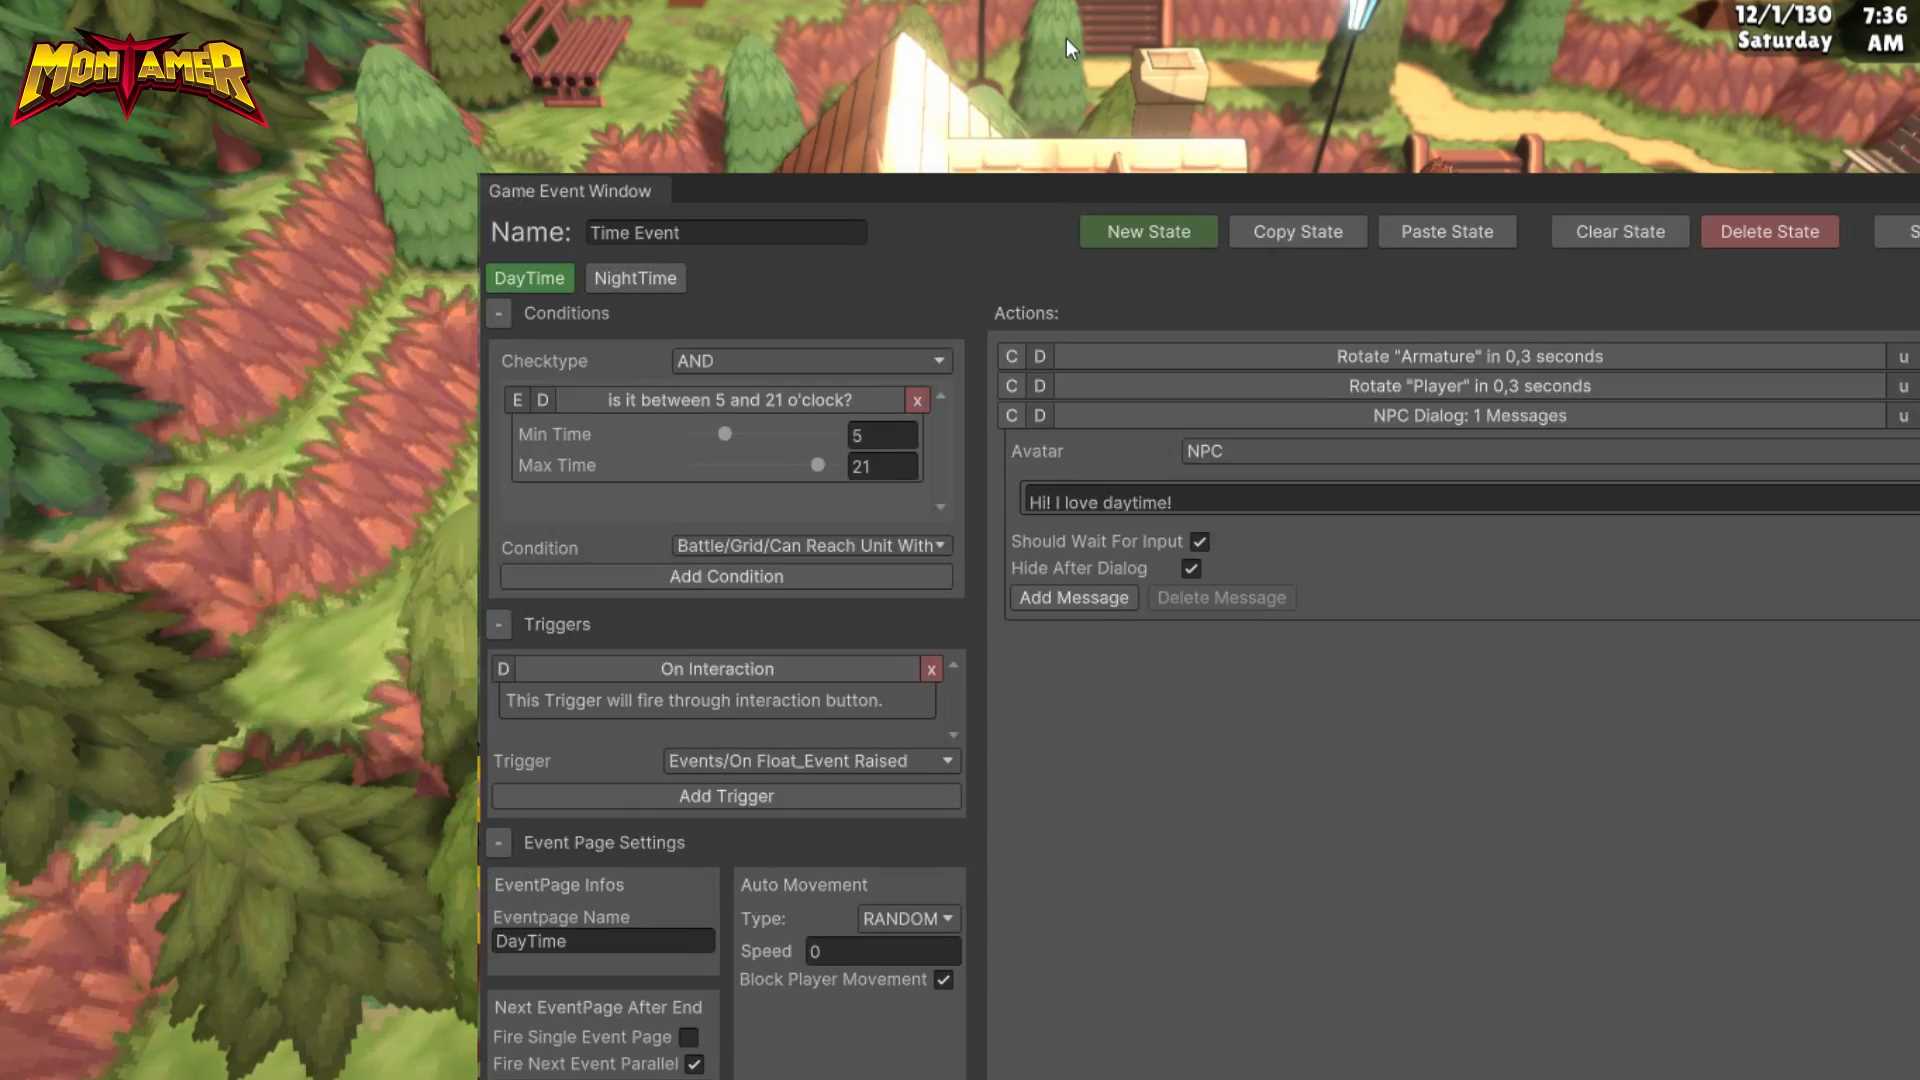 MONTAMER
12/1/130
Saturday
7:36
AM
Game Event Window
Name: Time Event
New State Copy State Paste State Clear State Delete State S
DayTime NightTime
- Conditions
Checktype AND
E D is it between 5 and 21 o'clock? x
Min Time 5
Max Time 21
Condition Battle/Grid/Can Reach Unit With
Add Condition
- Triggers
D On Interaction x
This Trigger will fire through interaction button.
Trigger Events/On Float_Event Raised
Add Trigger
- Event Page Settings
EventPage Infos
Eventpage Name
DayTime
Next EventPage After End
Fire Single Event Page
Fire Next Event Parallel
Auto Movement
Type: RANDOM
Speed 0
Block Player Movement
Actions:
C D Rotate "Armature" in 0,3 seconds u
C D Rotate "Player" in 0,3 seconds u
C D NPC Dialog: 1 Messages u
Avatar NPC
Hi! I love daytime!
Should Wait For Input
Hide After Dialog
Add Message Delete Message